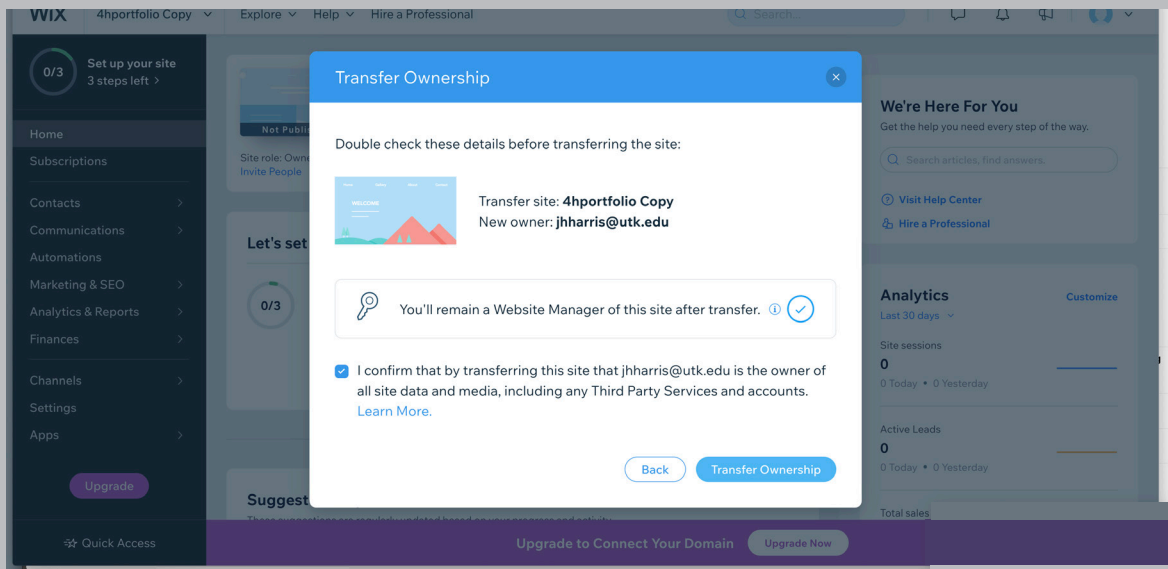 WIX
4hportfolio Copy
Explore
Help
Hire a Professional
Search...
0/3
Set up your site
3 steps left >
Home
Subscriptions
Contacts
Communications
Automations
Marketing & SEO
Analytics & Reports
Finances
Channels
Settings
Apps
Upgrade
Quick Access
Not Publi
Site role: Owne
Invite People
Let's set
0/3
Suggest
Transfer Ownership
Double check these details before transferring the site:
WELCOME
Transfer site: 4hportfolio Copy
New owner: jhharris@utk.edu
You'll remain a Website Manager of this site after transfer.
I confirm that by transferring this site that jhharris@utk.edu is the owner of
all site data and media, including any Third Party Services and accounts.
Learn More.
Back
Transfer Ownership
We're Here For You
Get the help you need every step of the way.
Search articles, find answers,
Visit Help Center
Hire a Professional
Analytics
Customize
Last 30 days
Site sessions
0
0 Today • 0 Yesterday
Active Leads
0
0 Today • 0 Yesterday
Total sales
Upgrade to Connect Your Domain
Upgrade Now